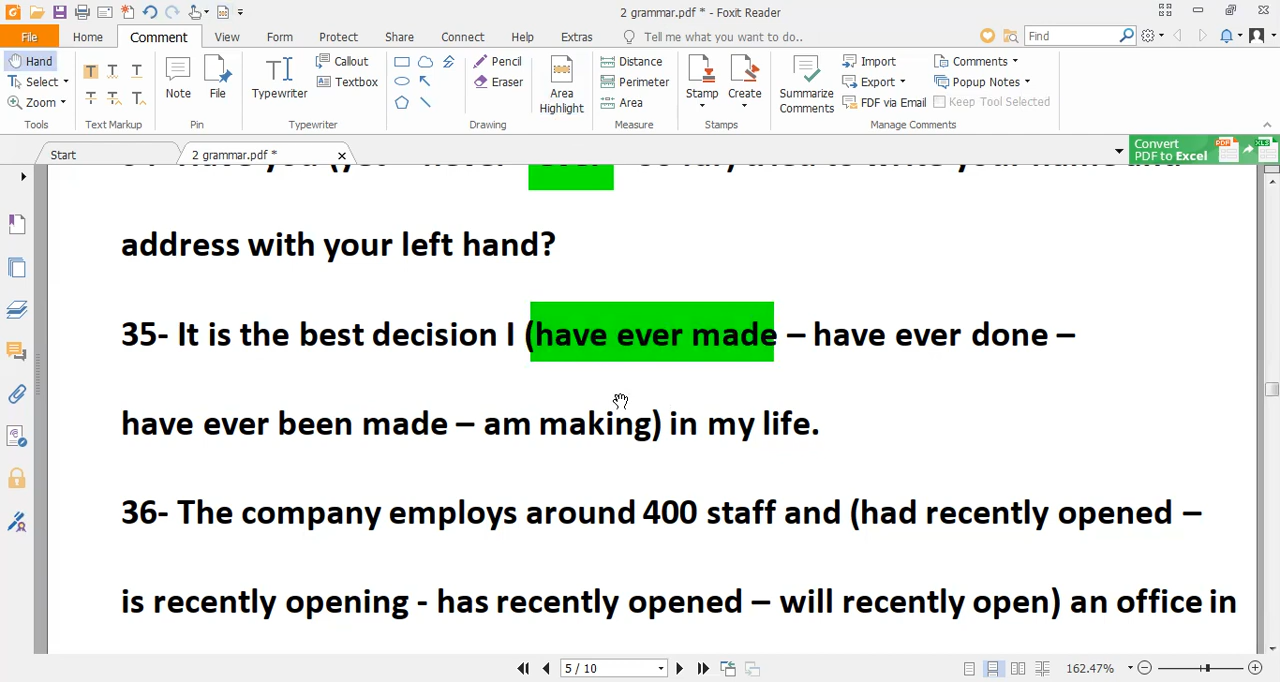 2 grammar.pdf * - Foxit Reader
File Home Comment View Form Protect Share Connect Help Extras Tell me what you want to do.. Find
Hand
Select
Zoom
Tools
Text Markup
Note
File
Pin
Typewriter
Callout
Textbox
Typewriter
Pencil
Eraser
Drawing
Area
Highlight
Distance
Perimeter
Area
Measure
Stamp
Create
Stamps
Summarize
Comments
Import
Export
FDF via Email
Comments
Popup Notes
Keep Tool Selected
Manage Comments
Start
2 grammar.pdf *
Convert
PDF to Excel
address with your left hand?
35- It is the best decision I (have ever made – have ever done –
have ever been made – am making) in my life.
36- The company employs around 400 staff and (had recently opened –
is recently opening - has recently opened – will recently open) an office in
5 / 10
162.47%